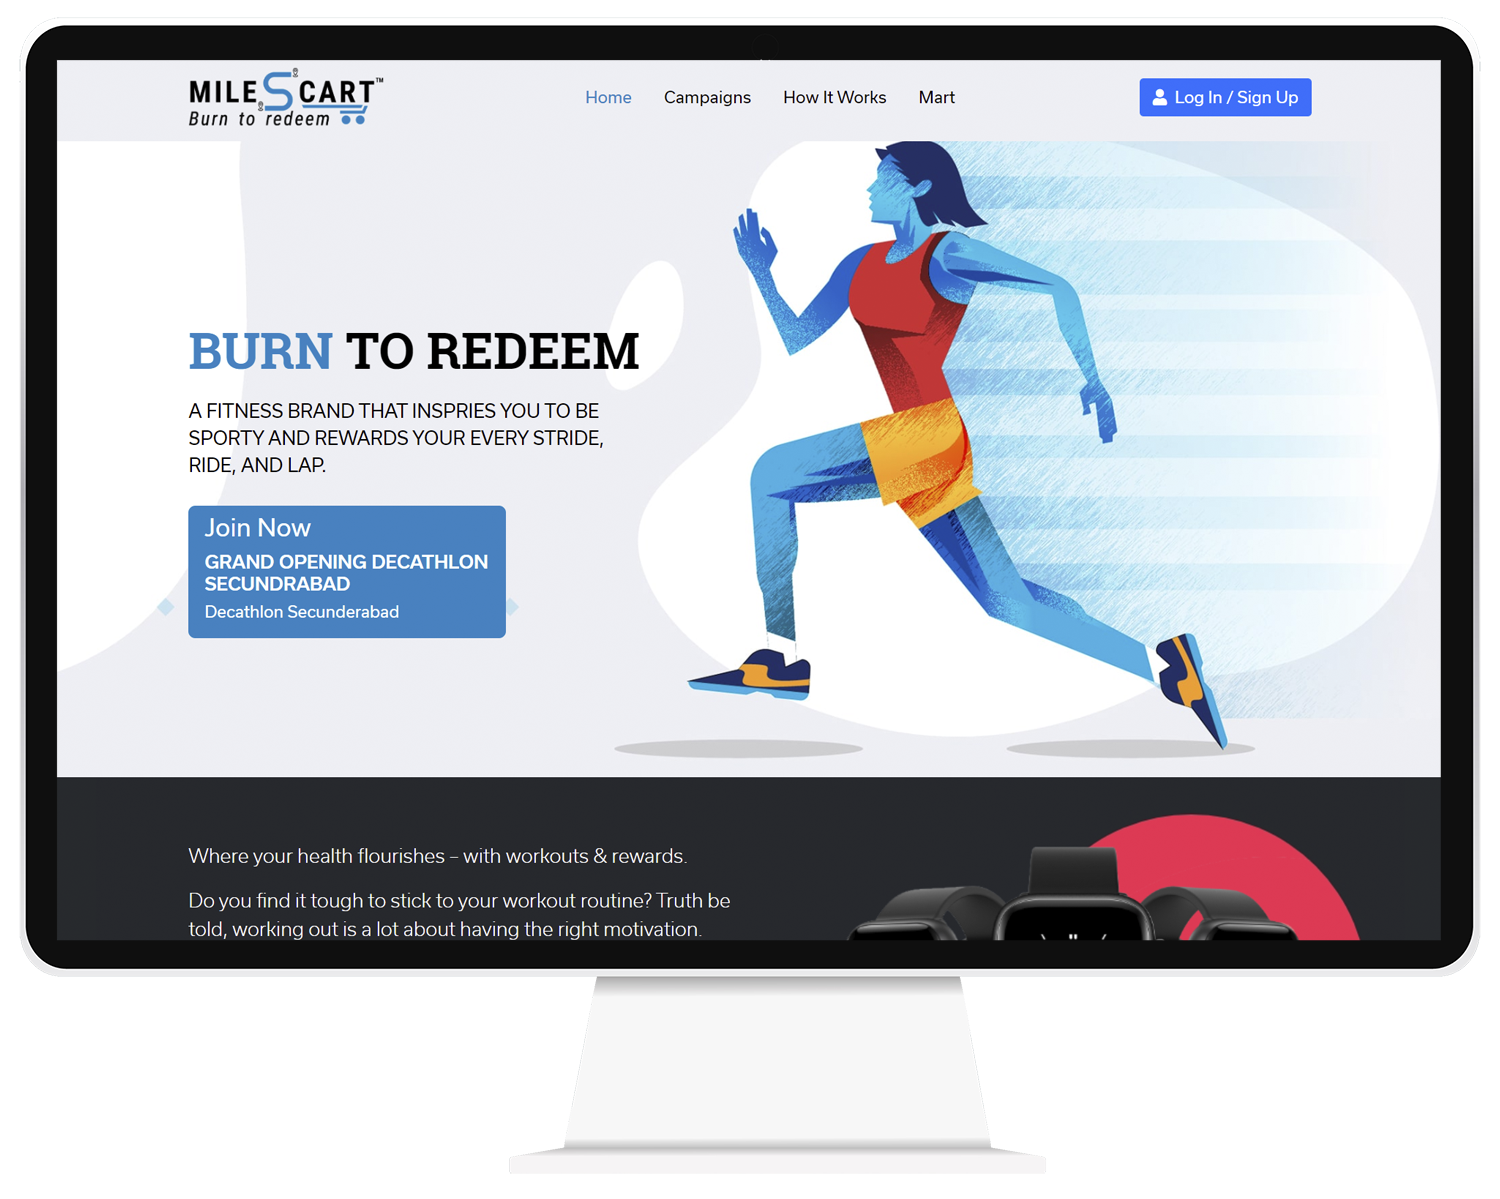 MILESCART™
Burn to redeem
Home Campaigns How It Works Mart
Log In / Sign Up
BURN TO REDEEM
A FITNESS BRAND THAT INSPRIES YOU TO BE
SPORTY AND REWARDS YOUR EVERY STRIDE,
RIDE, AND LAP.
Join Now
GRAND OPENING DECATHLON
SECUNDRABAD
Decathlon Secunderabad
Where your health flourishes – with workouts & rewards.
Do you find it tough to stick to your workout routine? Truth be
told, working out is a lot about having the right motivation.